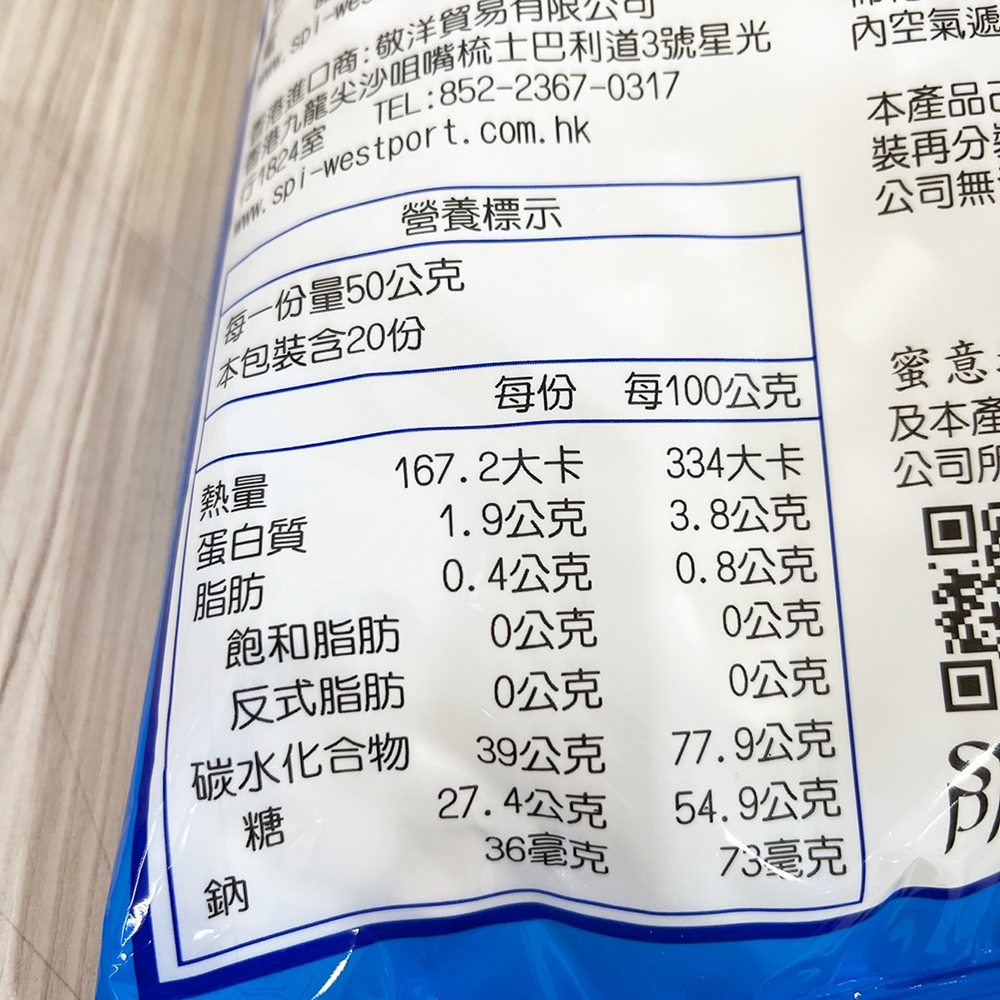 www.spi-wes
香港進口商:敬洋貿易有限公司
香港九龍尖沙咀嘴梳士巴利道3號星光
行1824室 TEL:852-2367-0317
www.spi-westport.com.hk
營養標示
每一份量50公克
本包裝含20份
每份 每100公克
熱量 167.2大卡 334大卡
蛋白質 1.9公克 3.8公克
脂肪 0.4公克 0.8公克
飽和脂肪 0公克 0公克
反式脂肪 0公克 0公克
碳水化合物 39公克 77.9公克
糖 27.4公克 54.9公克
鈉 36毫克 73毫克
內空氣遞
本產品已
裝再分裝
公司無
蜜意
及本產
公司所